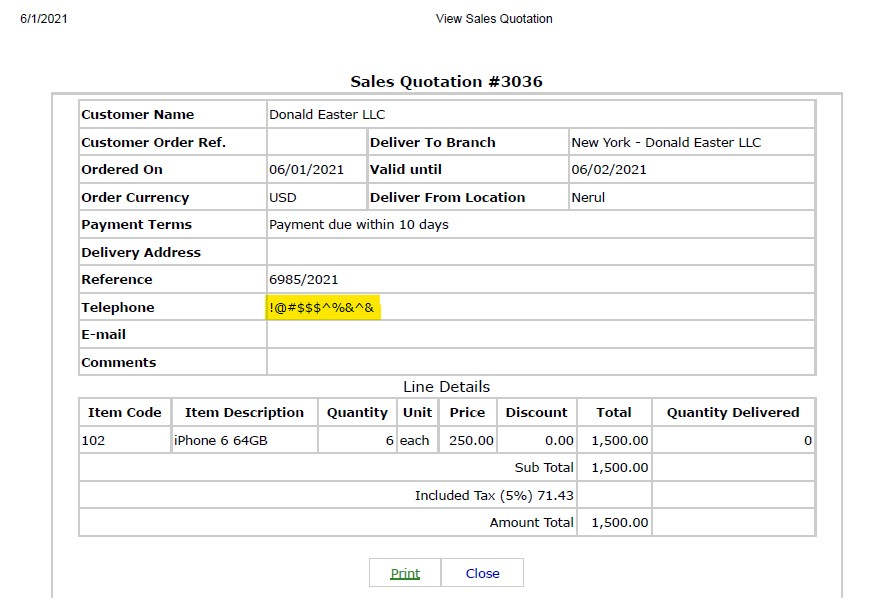 6/1/2021 View Sales Quotation
Sales Quotation #3036
Customer Name Donald Easter LLC
Customer Order Ref. Deliver To Branch New York - Donald Easter LLC
Ordered On 06/01/2021 Valid until 06/02/2021
Order Currency USD Deliver From Location Nerul
Payment Terms Payment due within 10 days
Delivery Address
Reference 6985/2021
Telephone !@#$$$^%&^&
E-mail
Comments
Line Details
Item Code Item Description Quantity Unit Price Discount Total Quantity Delivered
102 iPhone 6 64GB 6 each 250.00 0.00 1,500.00 0
Sub Total 1,500.00
Included Tax (5%) 71.43
Amount Total 1,500.00
Print Close